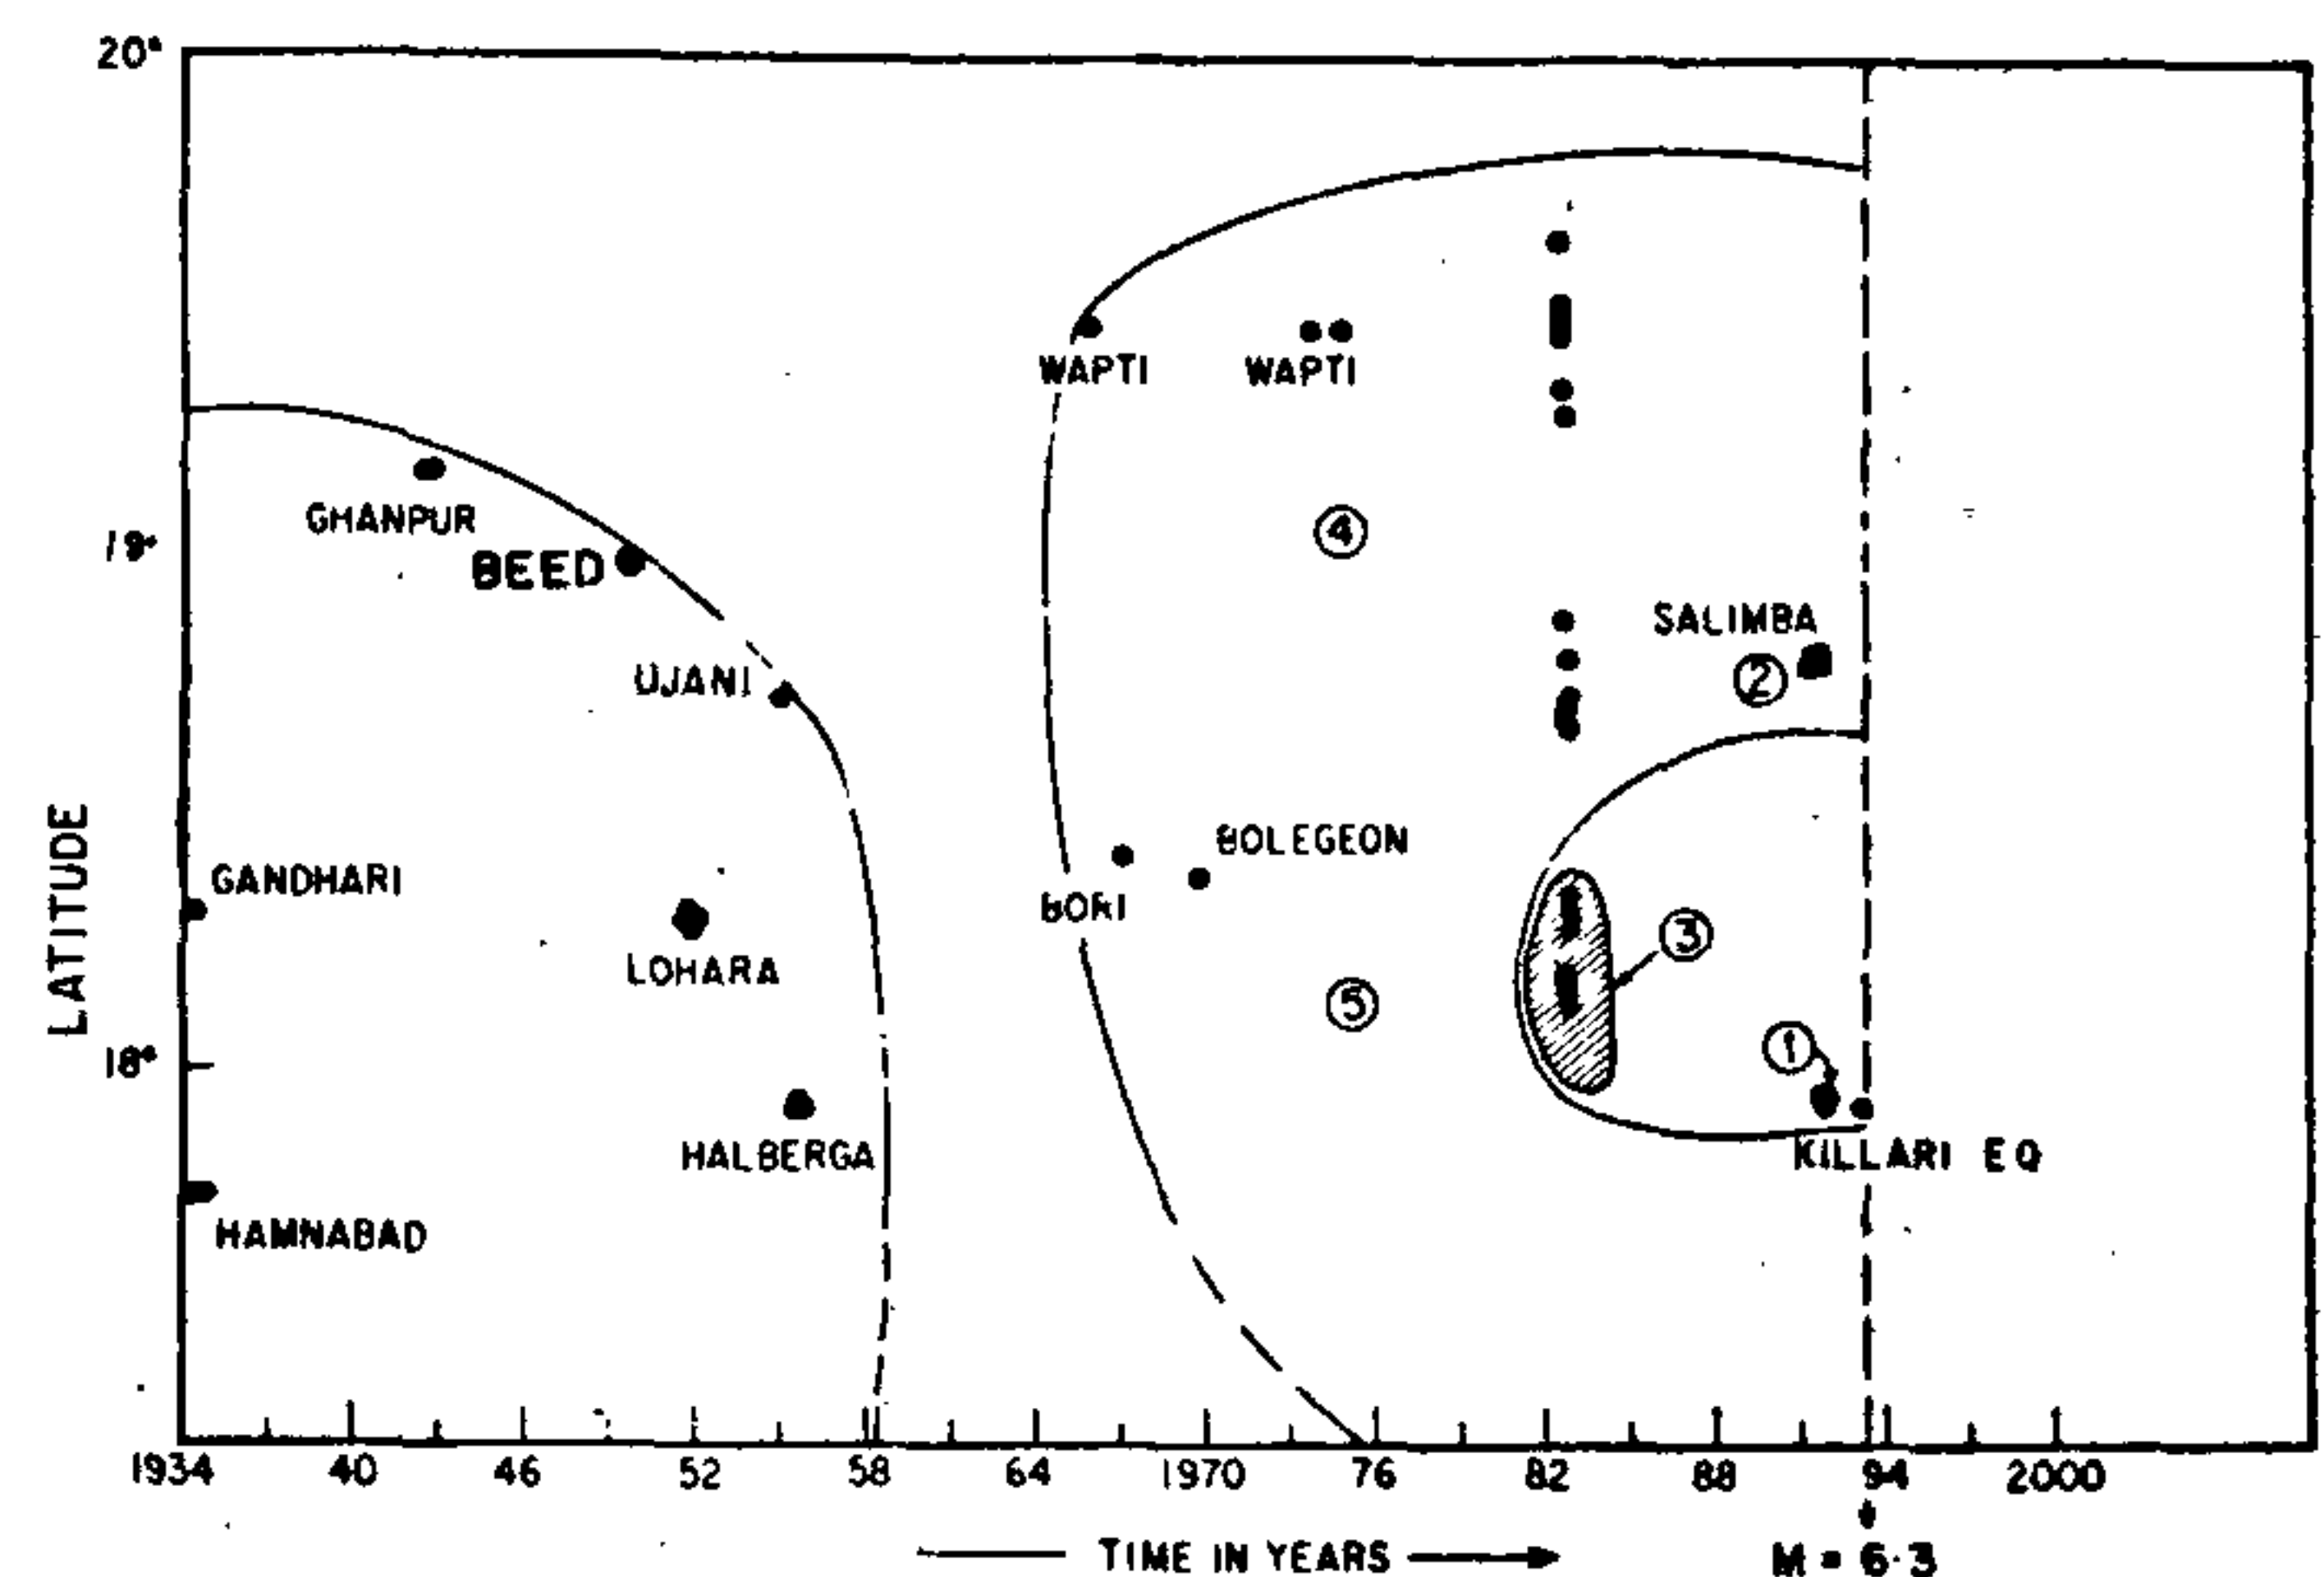 20°
WAPTI WAPTI
GHANPUR
19°
BEED
④
SALIMBA
UJANI
②
LATITUDE
BOLEGEON
GANDHARI
BORI
③
LOHARA
⑤
18°
①
HALBERGA
KILLARI EQ
HAMNABAD
1934 40 46 52 58 64 1970 76 82 88 94 2000
TIME IN YEARS
M = 6.3